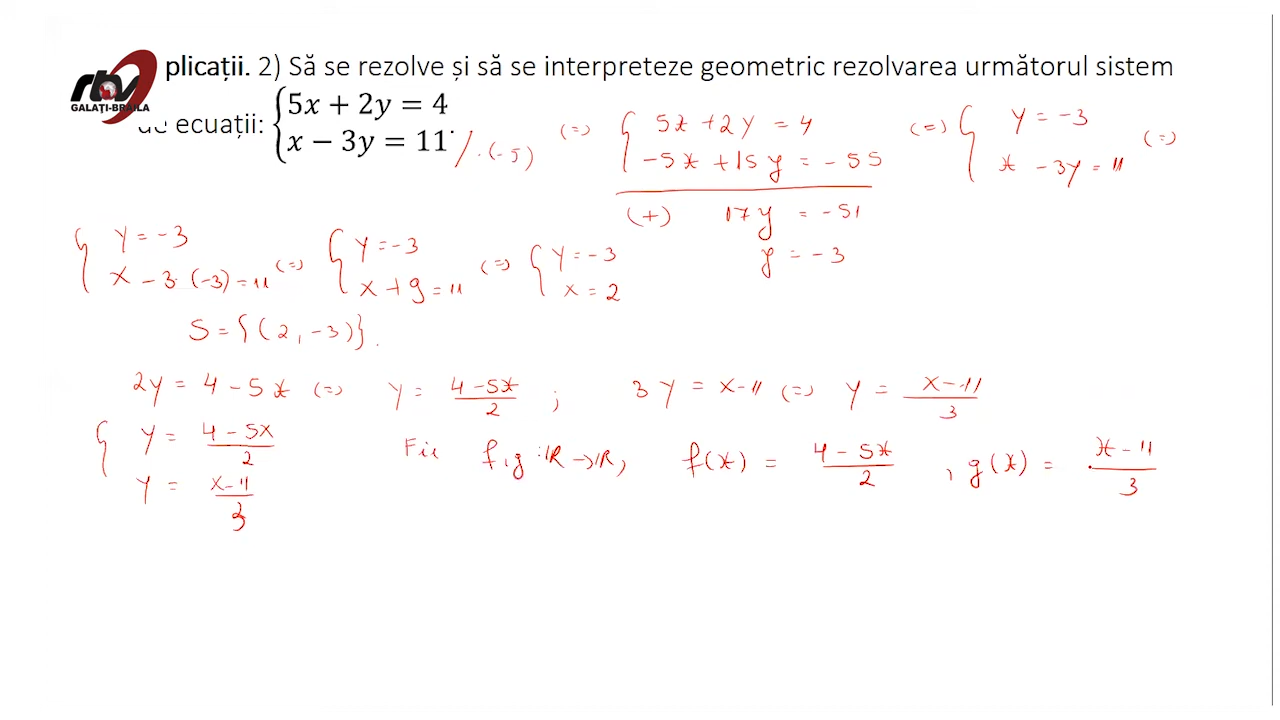 plicații. 2) Să se rezolve și să se interpreteze geometric rezolvarea următorul sistem
rtv
GALAȚI-BRAILA
de ecuații: { 5x + 2y = 4
x − 3y = 11 / · (-5)
(=) { 5x + 2y = 4
-5x + 15y = -55
(+) 17y = -51
y = -3
(=) { y = -3
x - 3y = 11 (=)
{ y = -3
x - 3 · (-3) = 11 (=)
{ y = -3
x + 9 = 11 (=)
{ y = -3
x = 2
S = {(2, -3)}.
2y = 4 - 5x (=) y = (4 - 5x)/2 ; 3y = x - 11 (=) y = (x - 11)/3
{ y = (4 - 5x)/2
y = (x - 11)/3
Fie f, g : ℝ → ℝ, f(x) = (4 - 5x)/2 , g(x) = (x - 11)/3